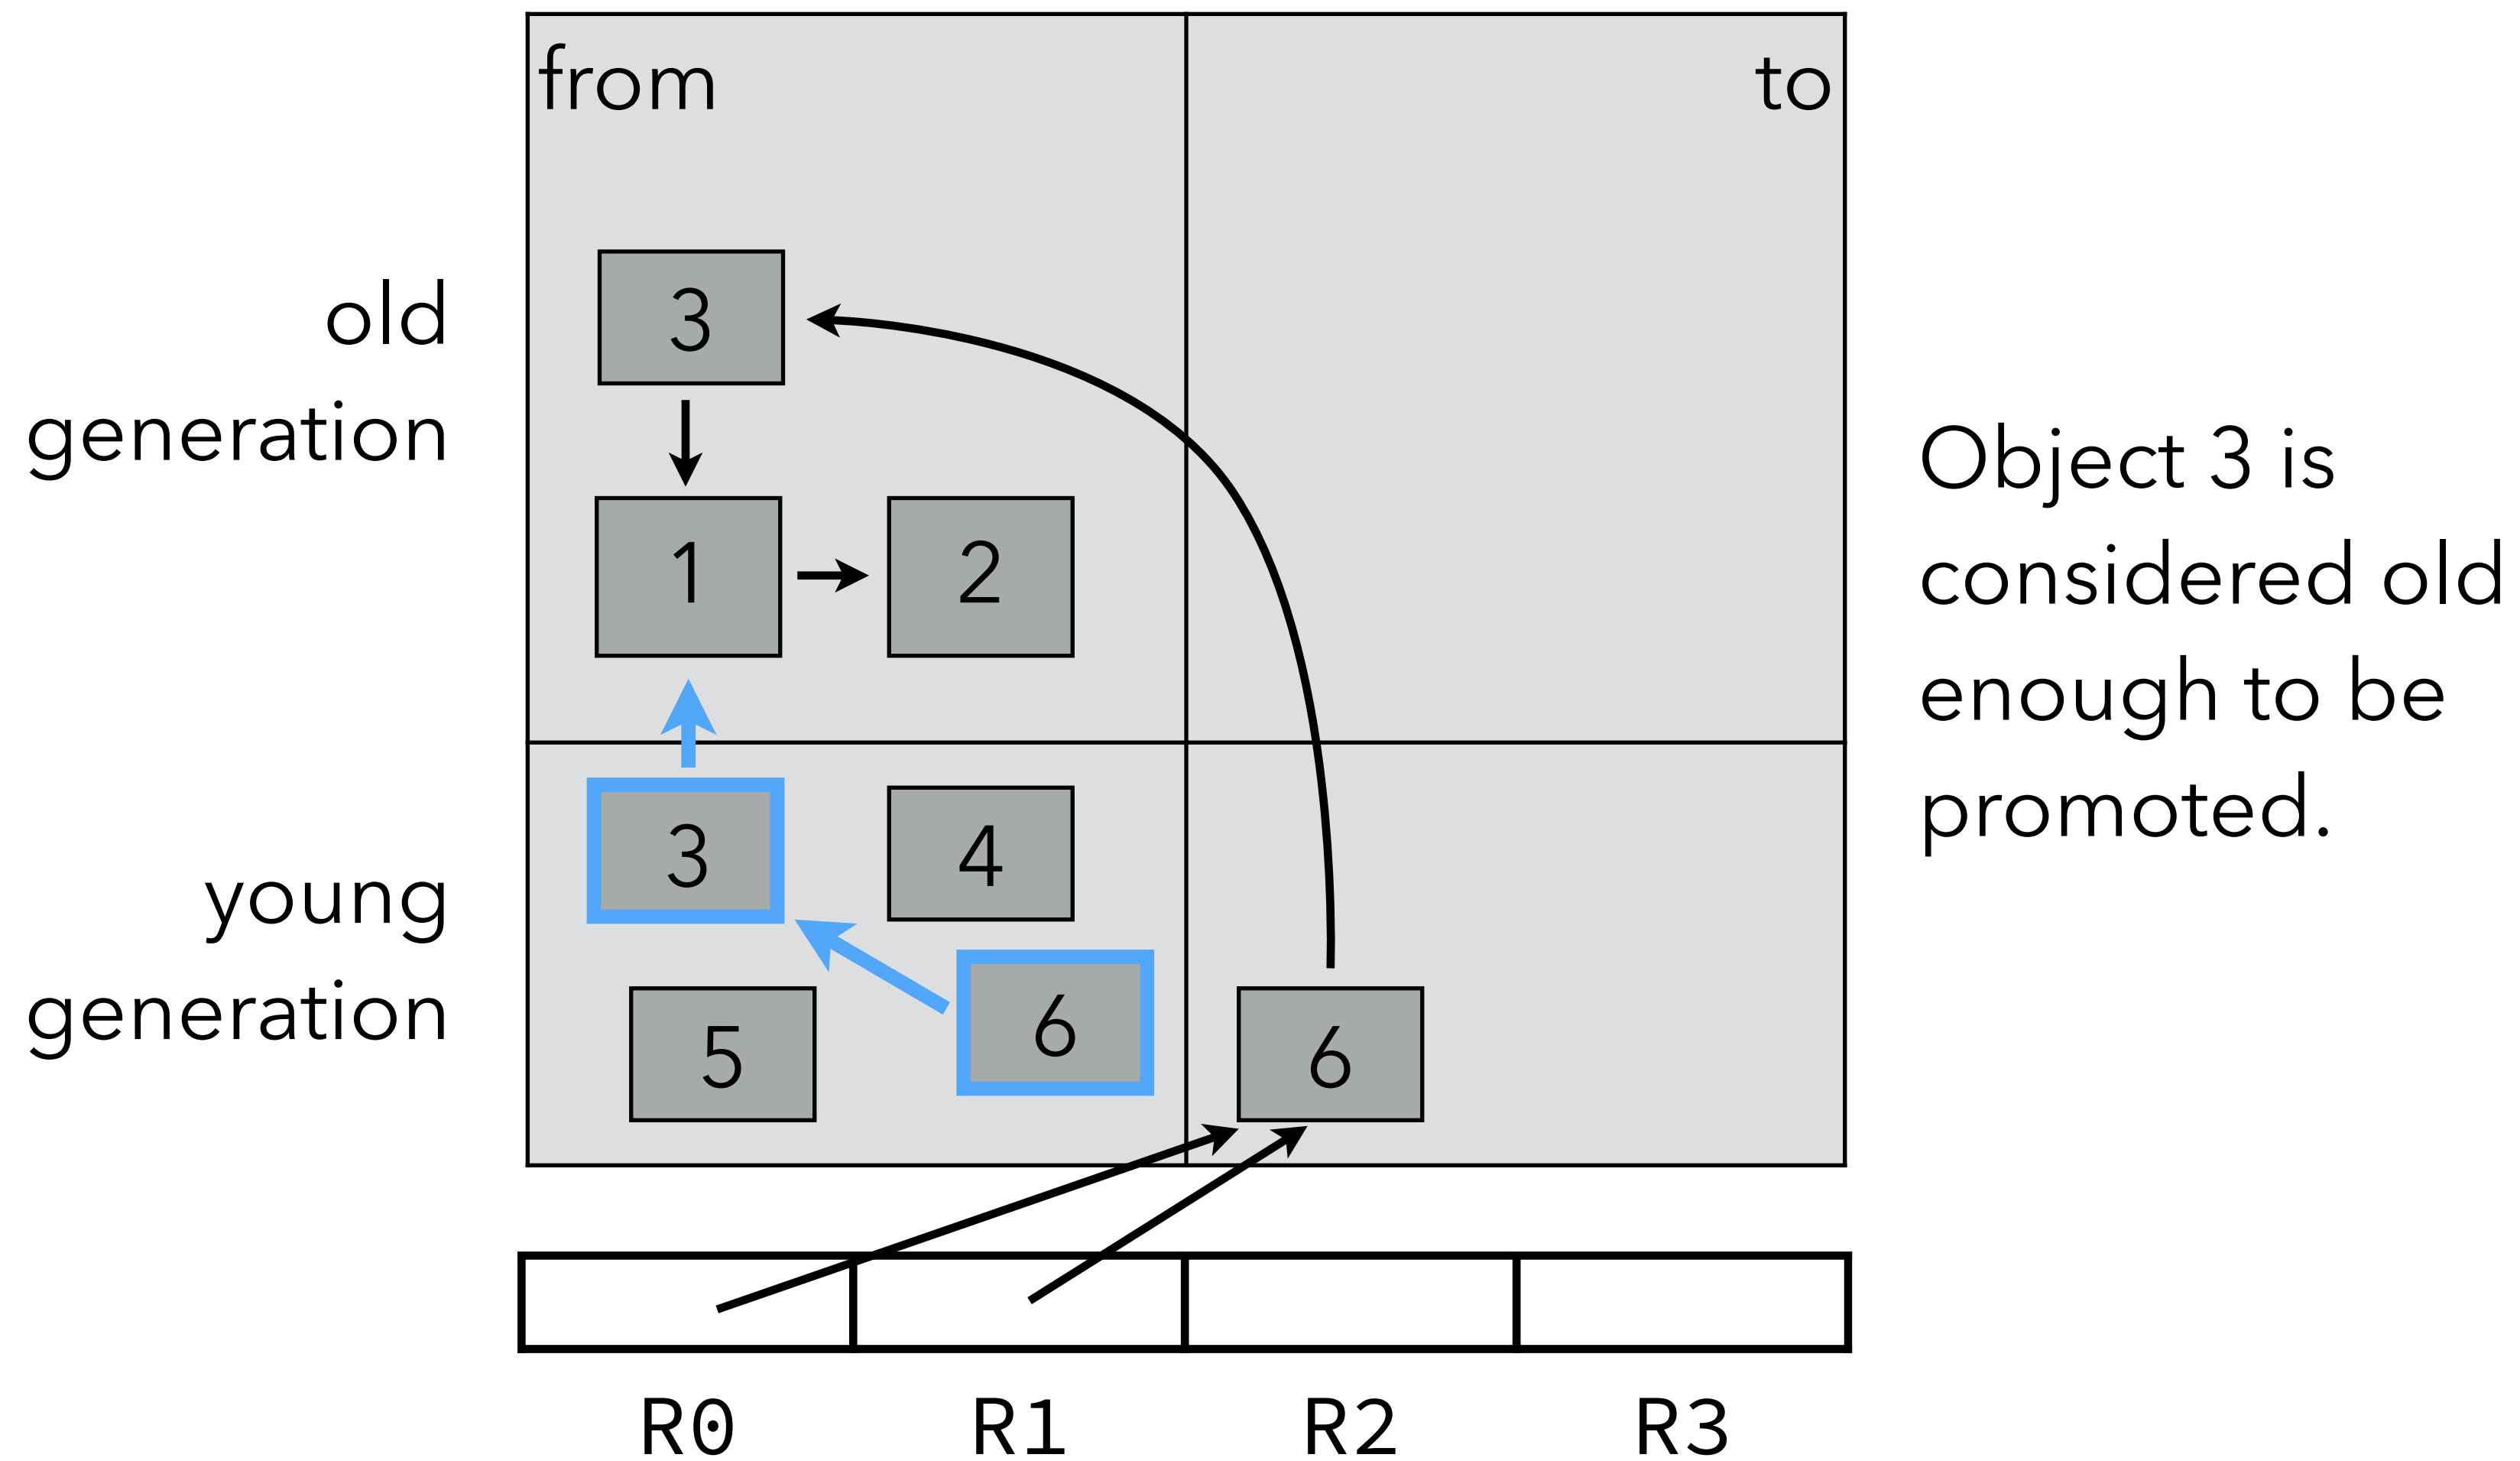 from
to
old
generation
3
1
2
Object 3 is
considered old
enough to be
promoted.
young
generation
3
4
5
6
6
R0
R1
R2
R3